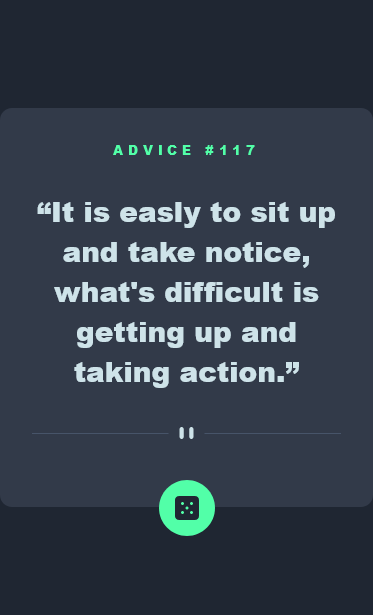 ADVICE #117
“It is easly to sit up
and take notice,
what's difficult is
getting up and
taking action.”